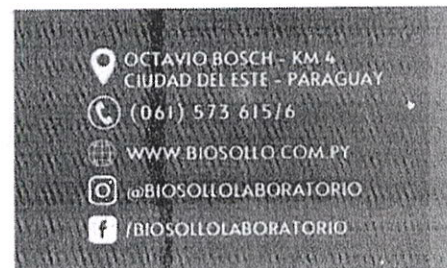 OCTAVIO BOSCH - KM 4
CIUDAD DEL ESTE - PARAGUAY
(061) 573 615/6
WWW.BIOSOLLO.COM.PY
@BIOSOLLOLABORATORIO
/BIOSOLLOLABORATORIO